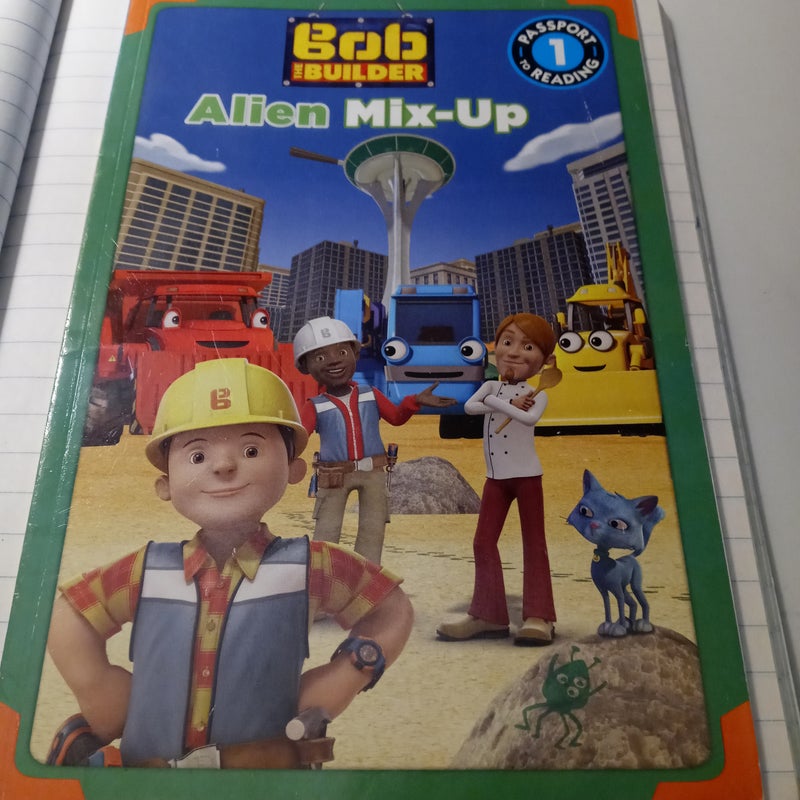 Bob
THE BUILDER
PASSPORT
TO READING
1
Alien Mix-Up
B
B